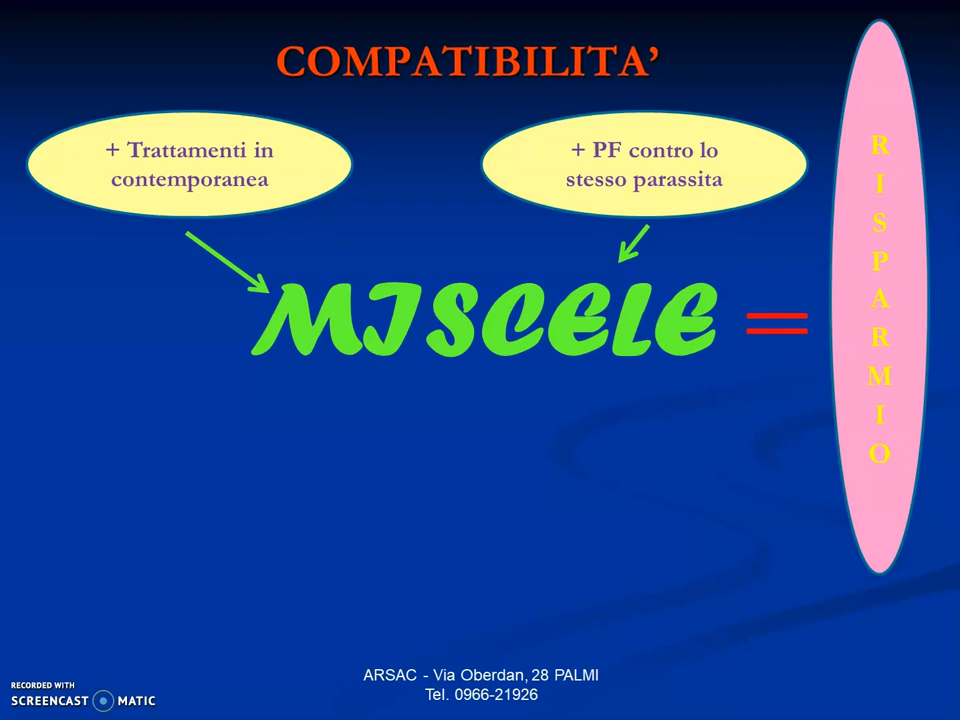 COMPATIBILITA’
+ Trattamenti in
contemporanea
+ PF contro lo
stesso parassita
MISCELE =
R
I
S
P
A
R
M
I
O
ARSAC - Via Oberdan, 28 PALMI
Tel. 0966-21926
RECORDED WITH
SCREENCAST MATIC